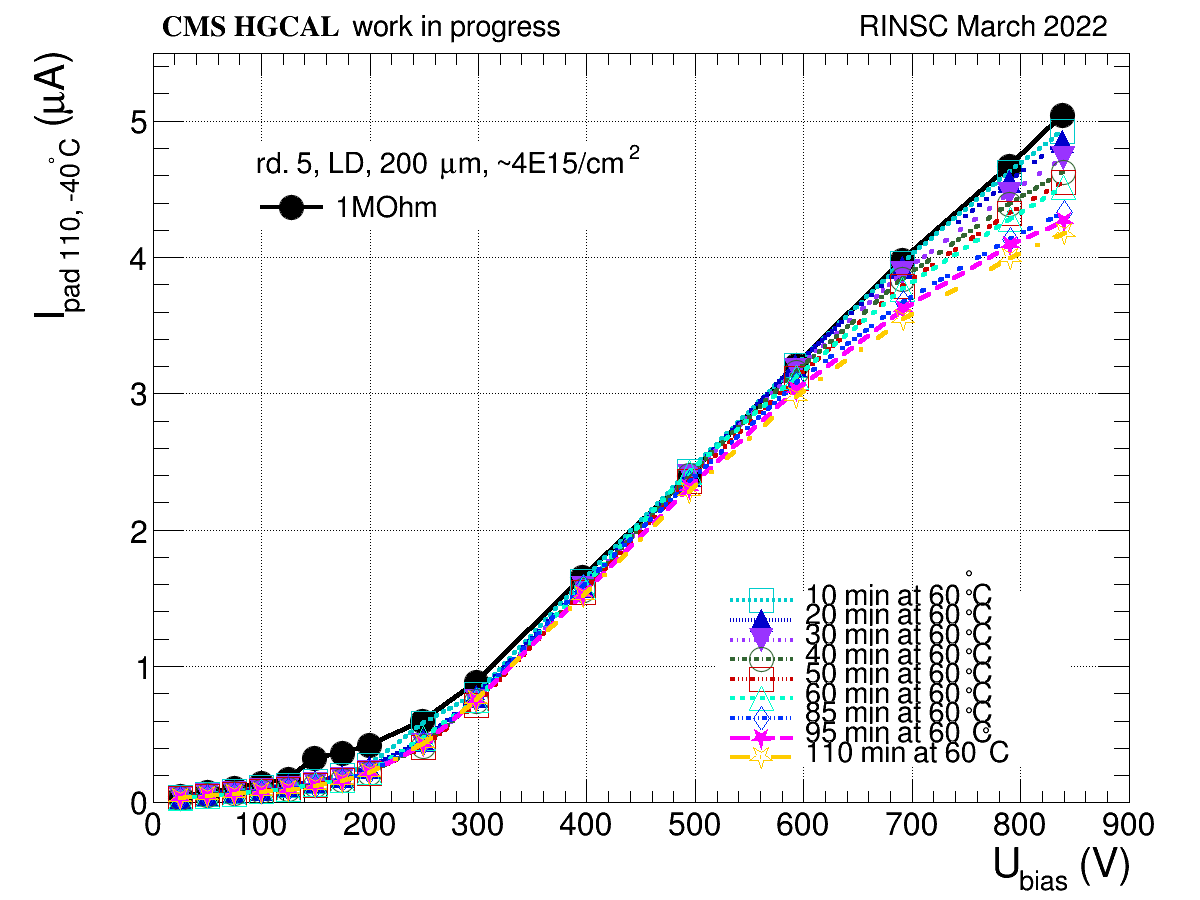 CMS HGCAL work in progress
RINSC March 2022
I pad 110, -40°C (μA)
rd. 5, LD, 200 μm, ~4E15/cm²
1MOhm
5
4
3
2
1
0
10 min at 60°C
20 min at 60°C
30 min at 60°C
40 min at 60°C
50 min at 60°C
60 min at 60°C
85 min at 60°C
95 min at 60°C
110 min at 60°C
0 100 200 300 400 500 600 700 800 900
U bias (V)